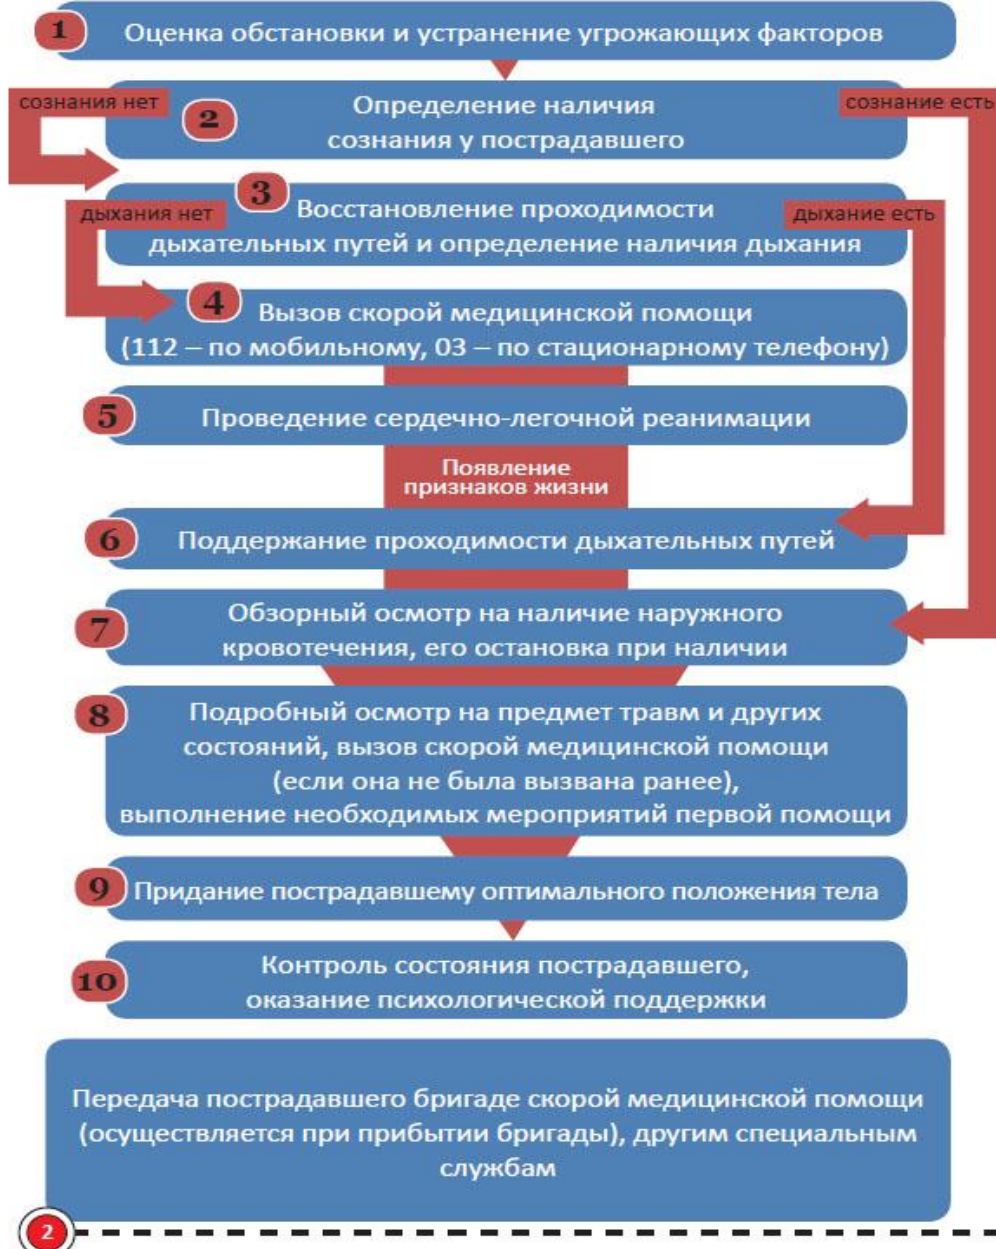 1
Оценка обстановки и устранение угрожающих факторов
сознания нет
2
Определение наличия
сознания у пострадавшего
сознание есть
3
дыхания нет
Восстановление проходимости
дыхательных путей и определение наличия дыхания
дыхание есть
4
Вызов скорой медицинской помощи
(112 – по мобильному, 03 – по стационарному телефону)
5
Проведение сердечно-легочной реанимации
Появление
признаков жизни
6
Поддержание проходимости дыхательных путей
7
Обзорный осмотр на наличие наружного
кровотечения, его остановка при наличии
8
Подробный осмотр на предмет травм и других
состояний, вызов скорой медицинской помощи
(если она не была вызвана ранее),
выполнение необходимых мероприятий первой помощи
9
Придание пострадавшему оптимального положения тела
10
Контроль состояния пострадавшего,
оказание психологической поддержки
Передача пострадавшего бригаде скорой медицинской помощи
(осуществляется при прибытии бригады), другим специальным
службам
2